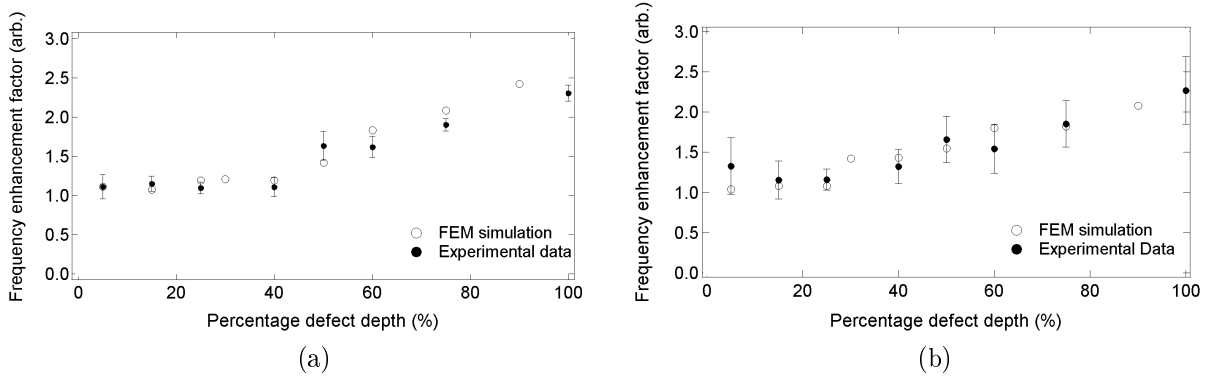 Frequency enhancement factor (arb.)
3.0
2.5
2.0
1.5
1.0
0.5
0.0
FEM simulation
Experimental data
0
20
40
60
80
100
Percentage defect depth (%)
(a)
Frequency enhancement factor (arb.)
3.0
2.5
2.0
1.5
1.0
0.5
0.0
FEM simulation
Experimental Data
0
20
40
60
80
100
Percentage defect depth (%)
(b)